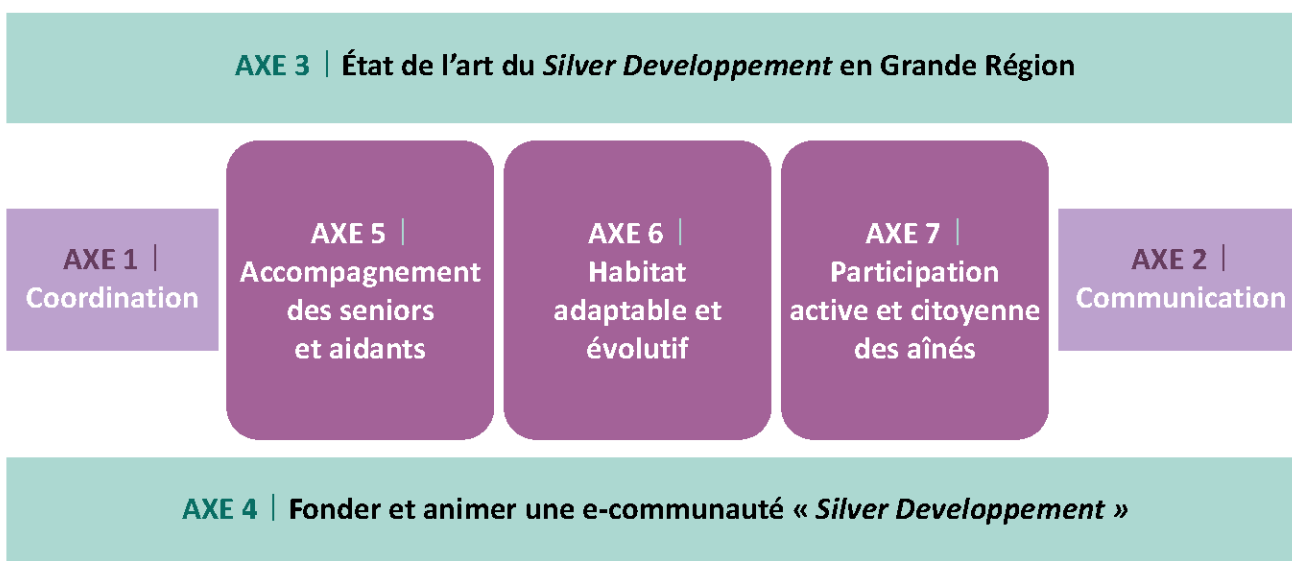 AXE 3 | État de l’art du Silver Developpement en Grande Région
AXE 1 |
Coordination
AXE 5 |
Accompagnement
des seniors
et aidants
AXE 6 |
Habitat
adaptable et
évolutif
AXE 7 |
Participation
active et citoyenne
des aînés
AXE 2 |
Communication
AXE 4 | Fonder et animer une e-communauté « Silver Developpement »